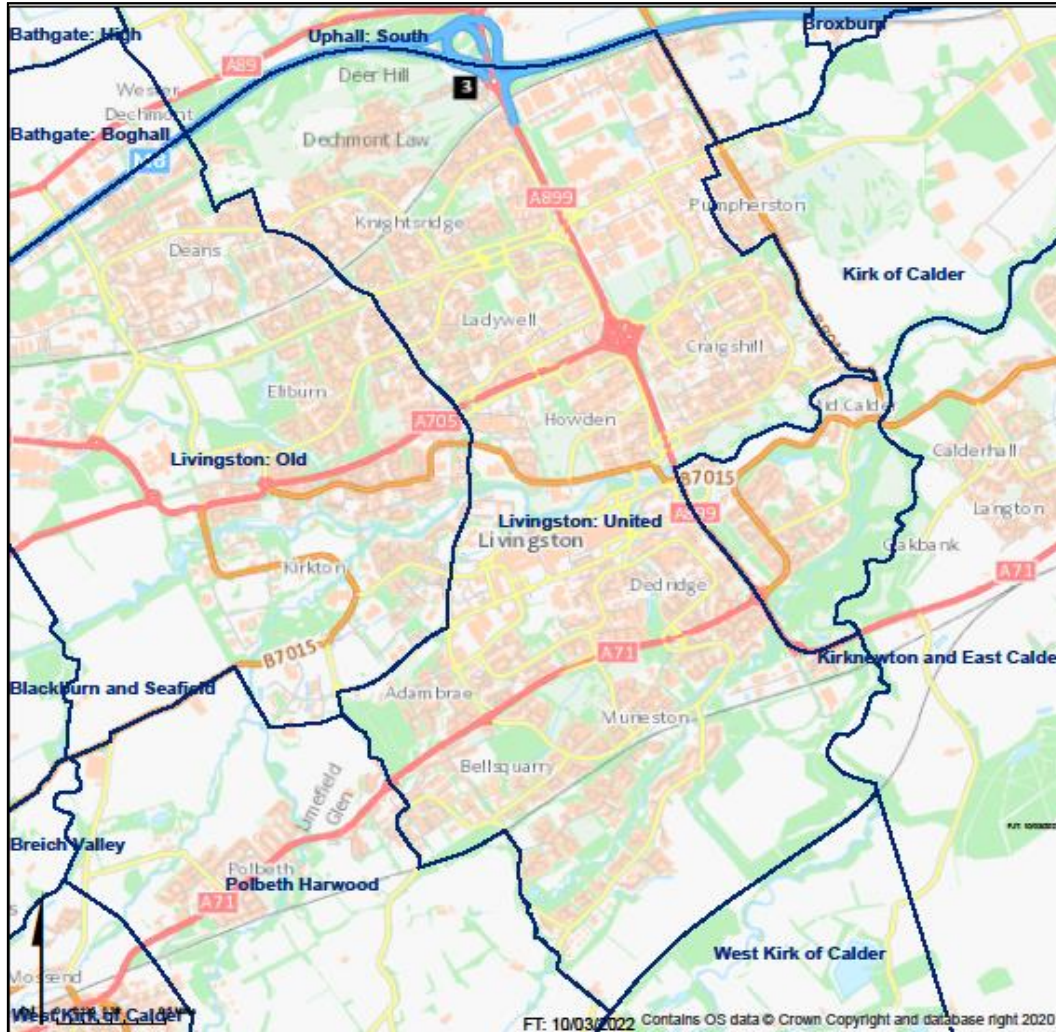 Bathgate: High
Uphall: South
Broxburn
A89
Deer Hill
3
Wester
Dechmont
Bathgate: Boghall
M8
Dechmont Law
A899
Knightsridge
Pumpherston
Deans
Kirk of Calder
Ladywell
Craigshill
Eliburn
A705
Howden
Calderhall
Livingston: Old
B7015
Langton
Livingston: United
A899
Livingston
Oakbank
Kirkton
Dedridge
A71
B7015
A71
Kirknewton and East Calde
Blackburn and Seafield
Adambrae
Murieston
Bellsquarry
Limefield
Glen
Breich Valley
Polbeth
Polbeth Harwood
A71
West Kirk of Calder
Mossend
West Kirk of Calder
FT: 10/03/2022 Contains OS data © Crown Copyright and database right 2020